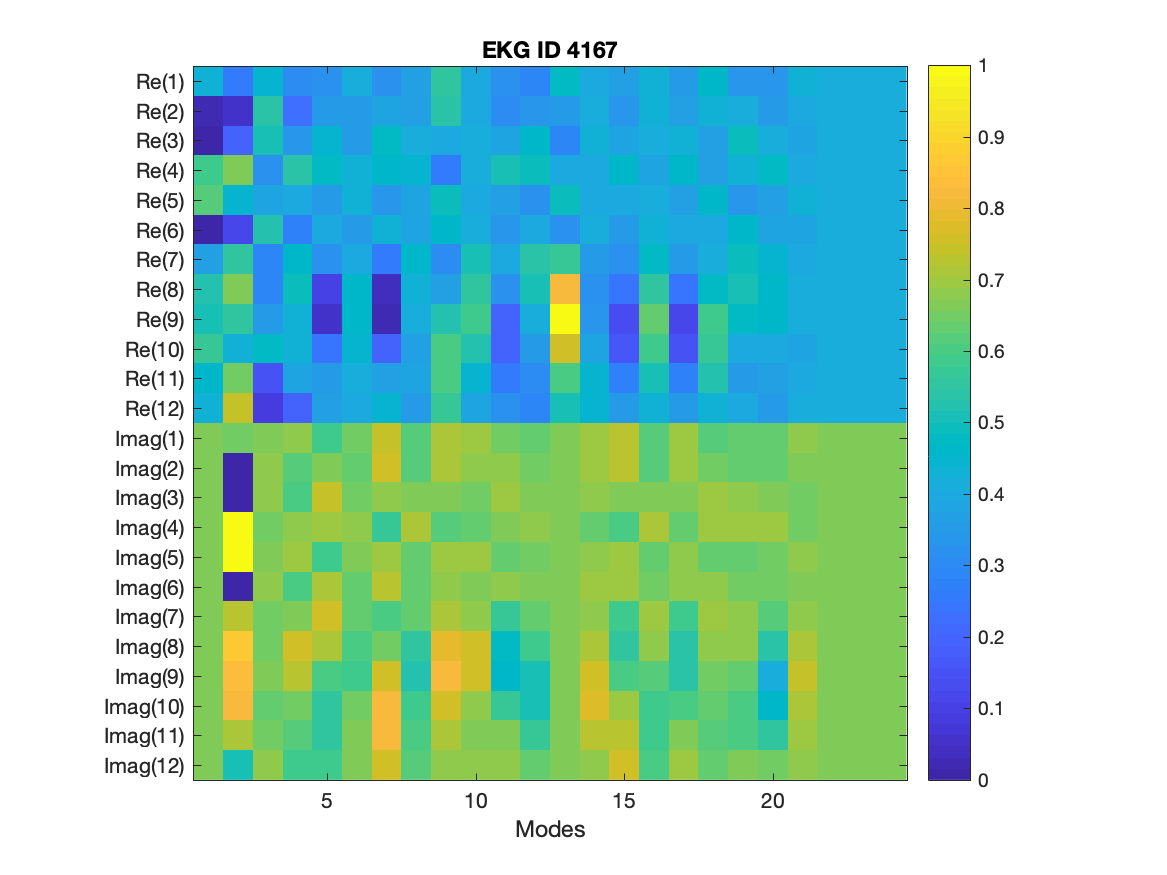 EKG ID 4167
Re(1)
Re(2)
Re(3)
Re(4)
Re(5)
Re(6)
Re(7)
Re(8)
Re(9)
Re(10)
Re(11)
Re(12)
Imag(1)
Imag(2)
Imag(3)
Imag(4)
Imag(5)
Imag(6)
Imag(7)
Imag(8)
Imag(9)
Imag(10)
Imag(11)
Imag(12)
5 10 15 20
Modes
1
0.9
0.8
0.7
0.6
0.5
0.4
0.3
0.2
0.1
0